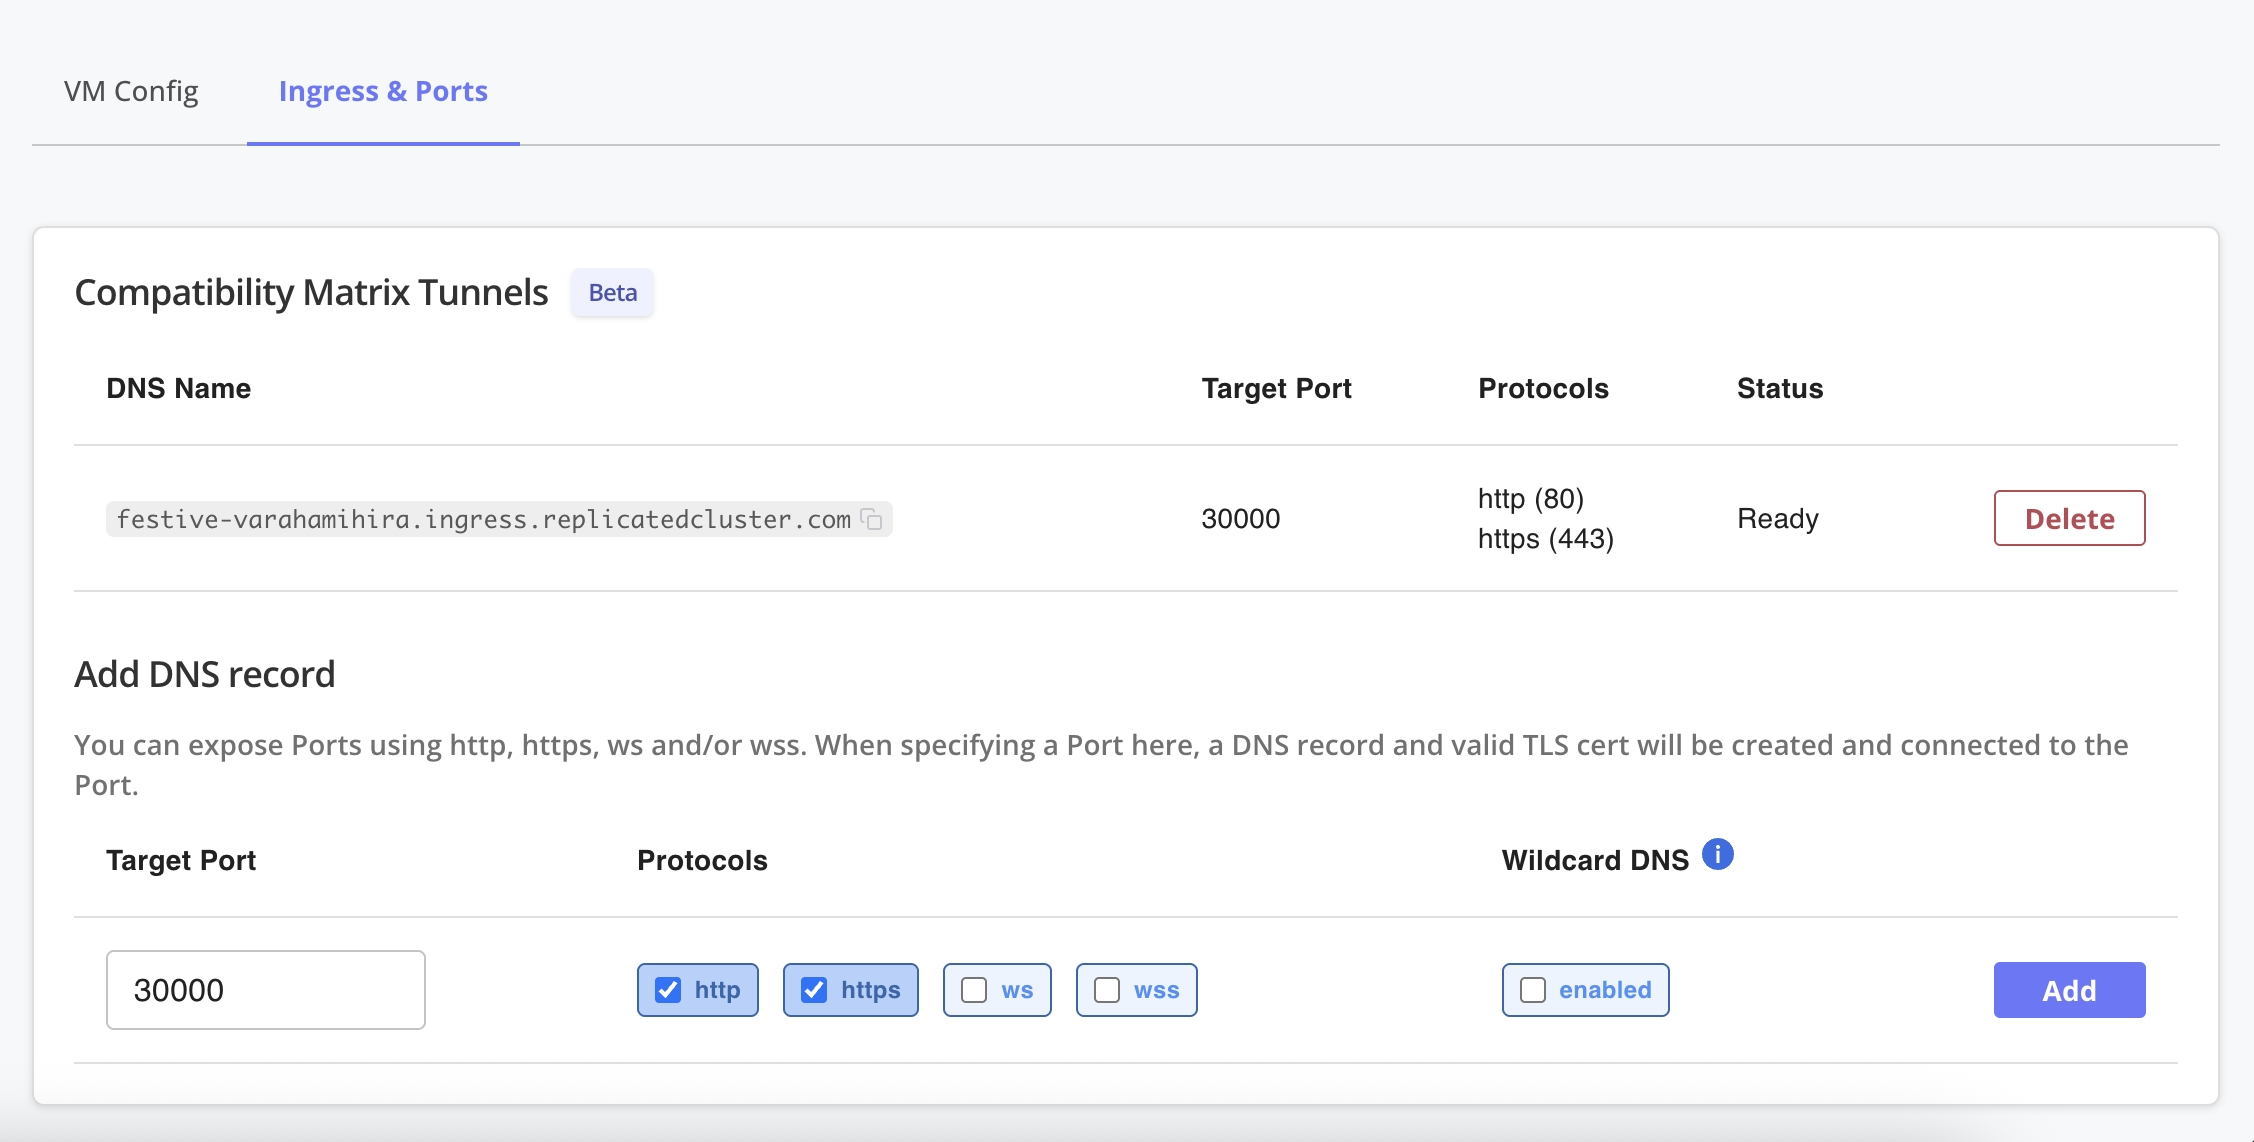 VM Config
Ingress & Ports
Compatibility Matrix Tunnels
Beta
DNS Name
Target Port
Protocols
Status
festive-varahamihira.ingress.replicatedcluster.com
30000
http (80)
https (443)
Ready
Delete
Add DNS record
You can expose Ports using http, https, ws and/or wss. When specifying a Port here, a DNS record and valid TLS cert will be created and connected to the
Port.
Target Port
Protocols
Wildcard DNS
i
30000
http
https
ws
wss
enabled
Add